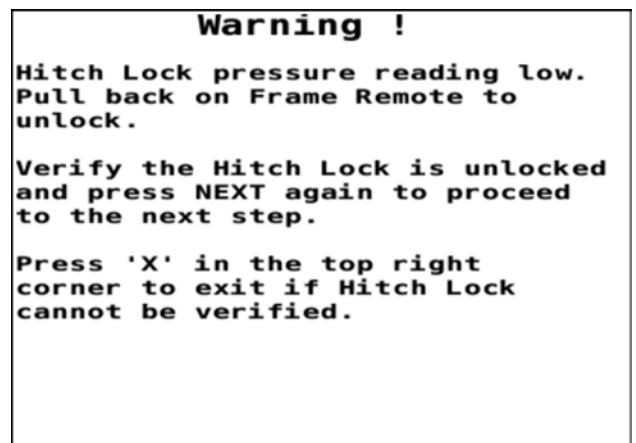 Warning !
Hitch Lock pressure reading low.
Pull back on Frame Remote to
unlock.
Verify the Hitch Lock is unlocked
and press NEXT again to proceed
to the next step.
Press 'X' in the top right
corner to exit if Hitch Lock
cannot be verified.